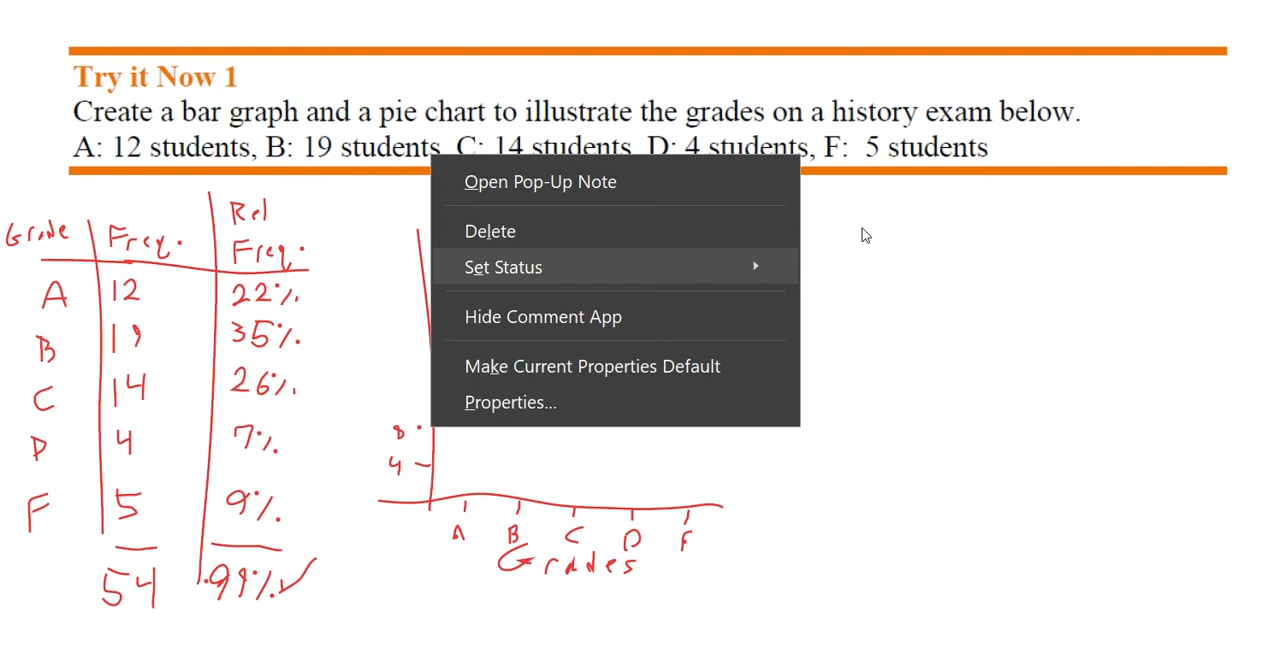 Try it Now 1
Create a bar graph and a pie chart to illustrate the grades on a history exam below.
A: 12 students, B: 19 students, C: 14 students, D: 4 students, F: 5 students
Open Pop-Up Note
Delete
Set Status
Hide Comment App
Make Current Properties Default
Properties...
Grade Freq. Rel Freq.
A 12 22%
B 19 35%
C 14 26%
D 4 7%
F 5 9%
54 .99%
8
4
A B C D F
Grades